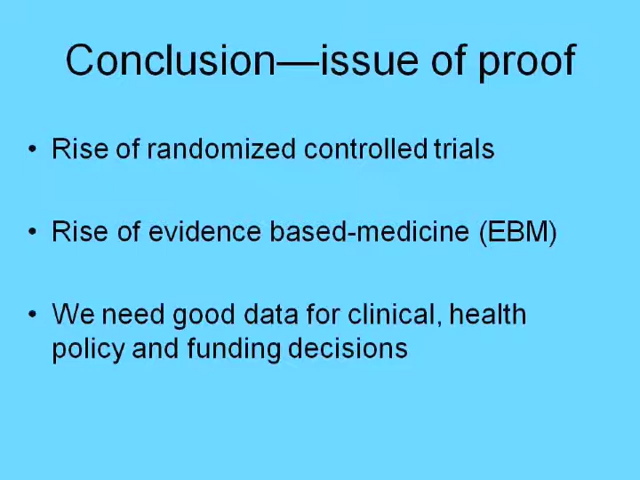 Conclusion—issue of proof
• Rise of randomized controlled trials
• Rise of evidence based-medicine (EBM)
• We need good data for clinical, health
policy and funding decisions